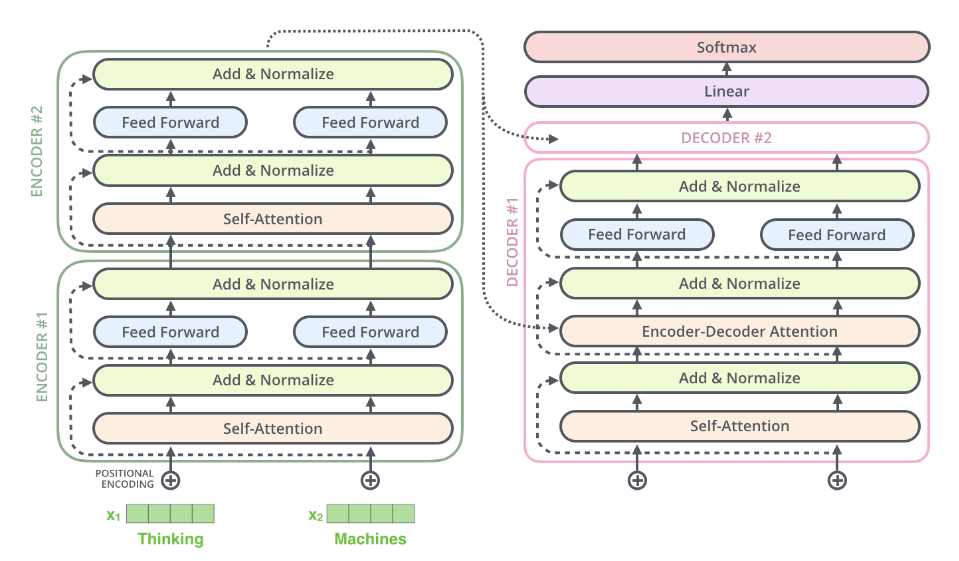 ENCODER #2
Add & Normalize
Feed Forward
Feed Forward
Add & Normalize
Self-Attention
ENCODER #1
Add & Normalize
Feed Forward
Feed Forward
Add & Normalize
Self-Attention
POSITIONAL
ENCODING
x1
x2
Thinking
Machines
Softmax
Linear
DECODER #2
DECODER #1
Add & Normalize
Feed Forward
Feed Forward
Add & Normalize
Encoder-Decoder Attention
Add & Normalize
Self-Attention